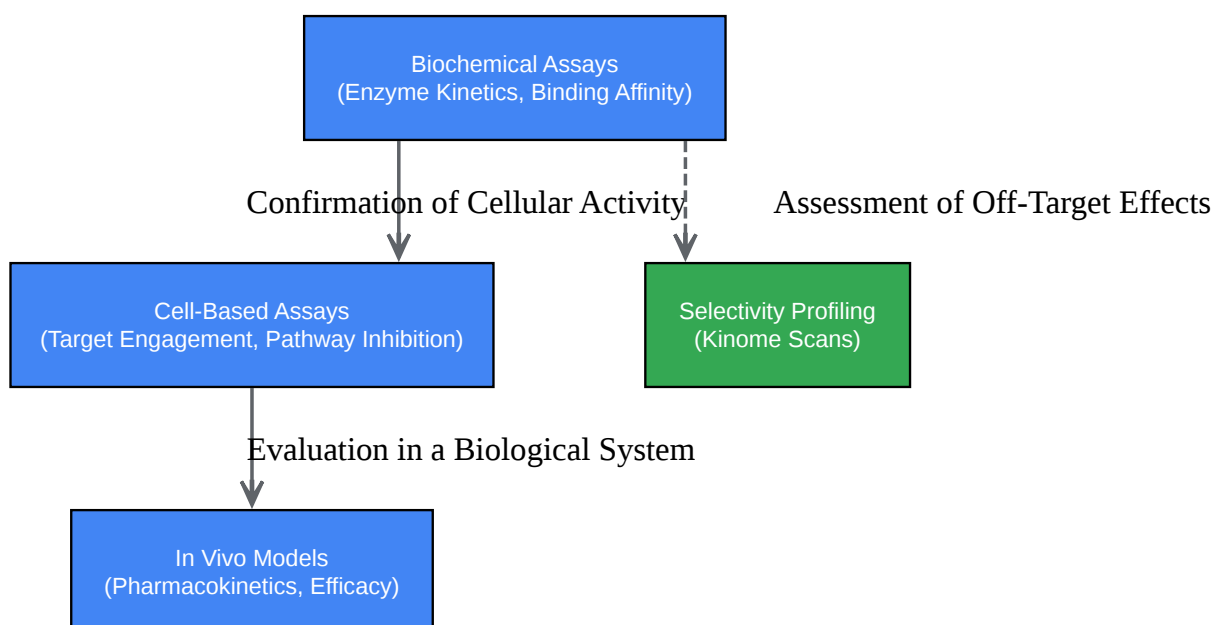 Biochemical Assays
(Enzyme Kinetics, Binding Affinity)
Confirmation of Cellular Activity
Assessment of Off-Target Effects
Cell-Based Assays
(Target Engagement, Pathway Inhibition)
Selectivity Profiling
(Kinome Scans)
Evaluation in a Biological System
In Vivo Models
(Pharmacokinetics, Efficacy)